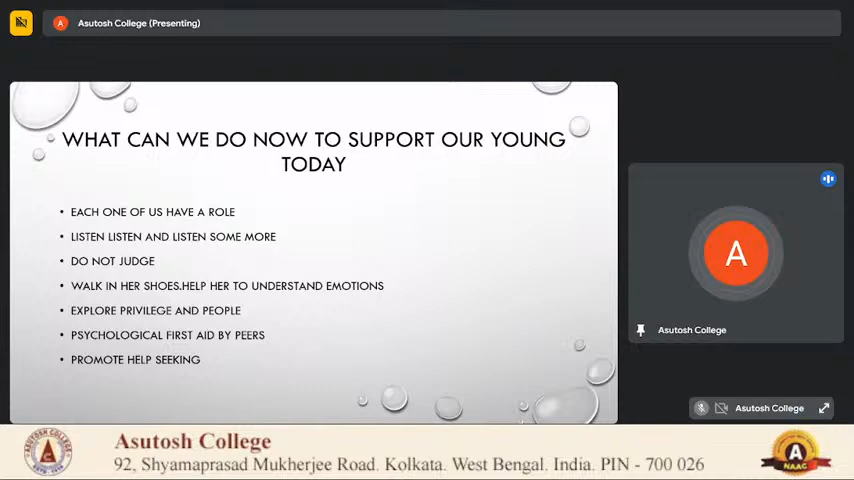 A Asutosh College (Presenting)
WHAT CAN WE DO NOW TO SUPPORT OUR YOUNG
TODAY
• EACH ONE OF US HAVE A ROLE
• LISTEN LISTEN AND LISTEN SOME MORE
• DO NOT JUDGE
• WALK IN HER SHOES.HELP HER TO UNDERSTAND EMOTIONS
• EXPLORE PRIVILEGE AND PEOPLE
• PSYCHOLOGICAL FIRST AID BY PEERS
• PROMOTE HELP SEEKING
A
Asutosh College
Asutosh College
ASUTOSH COLLEGE
Asutosh College
92, Shyamaprasad Mukherjee Road, Kolkata, West Bengal, India, PIN - 700 026
A
NAAC